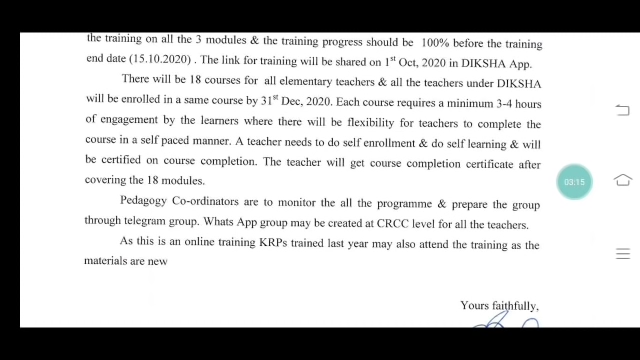 the training on all the 3 modules & the training progress should be 100% before the training
end date (15.10.2020) . The link for training will be shared on 1st Oct, 2020 in DIKSHA App.
There will be 18 courses for all elementary teachers & all the teachers under DIKSHA
will be enrolled in a same course by 31st Dec, 2020. Each course requires a minimum 3-4 hours
of engagement by the learners where there will be flexibility for teachers to complete the
course in a self paced manner. A teacher needs to do self enrollment & do self learning & will
be certified on course completion. The teacher will get course completion certificate after
covering the 18 modules.
Pedagogy Co-ordinators are to monitor the all the programme & prepare the group
through telegram group. Whats App group may be created at CRCC level for all the teachers.
As this is an online training KRPs trained last year may also attend the training as the
materials are new
Yours faithfully,
03:15